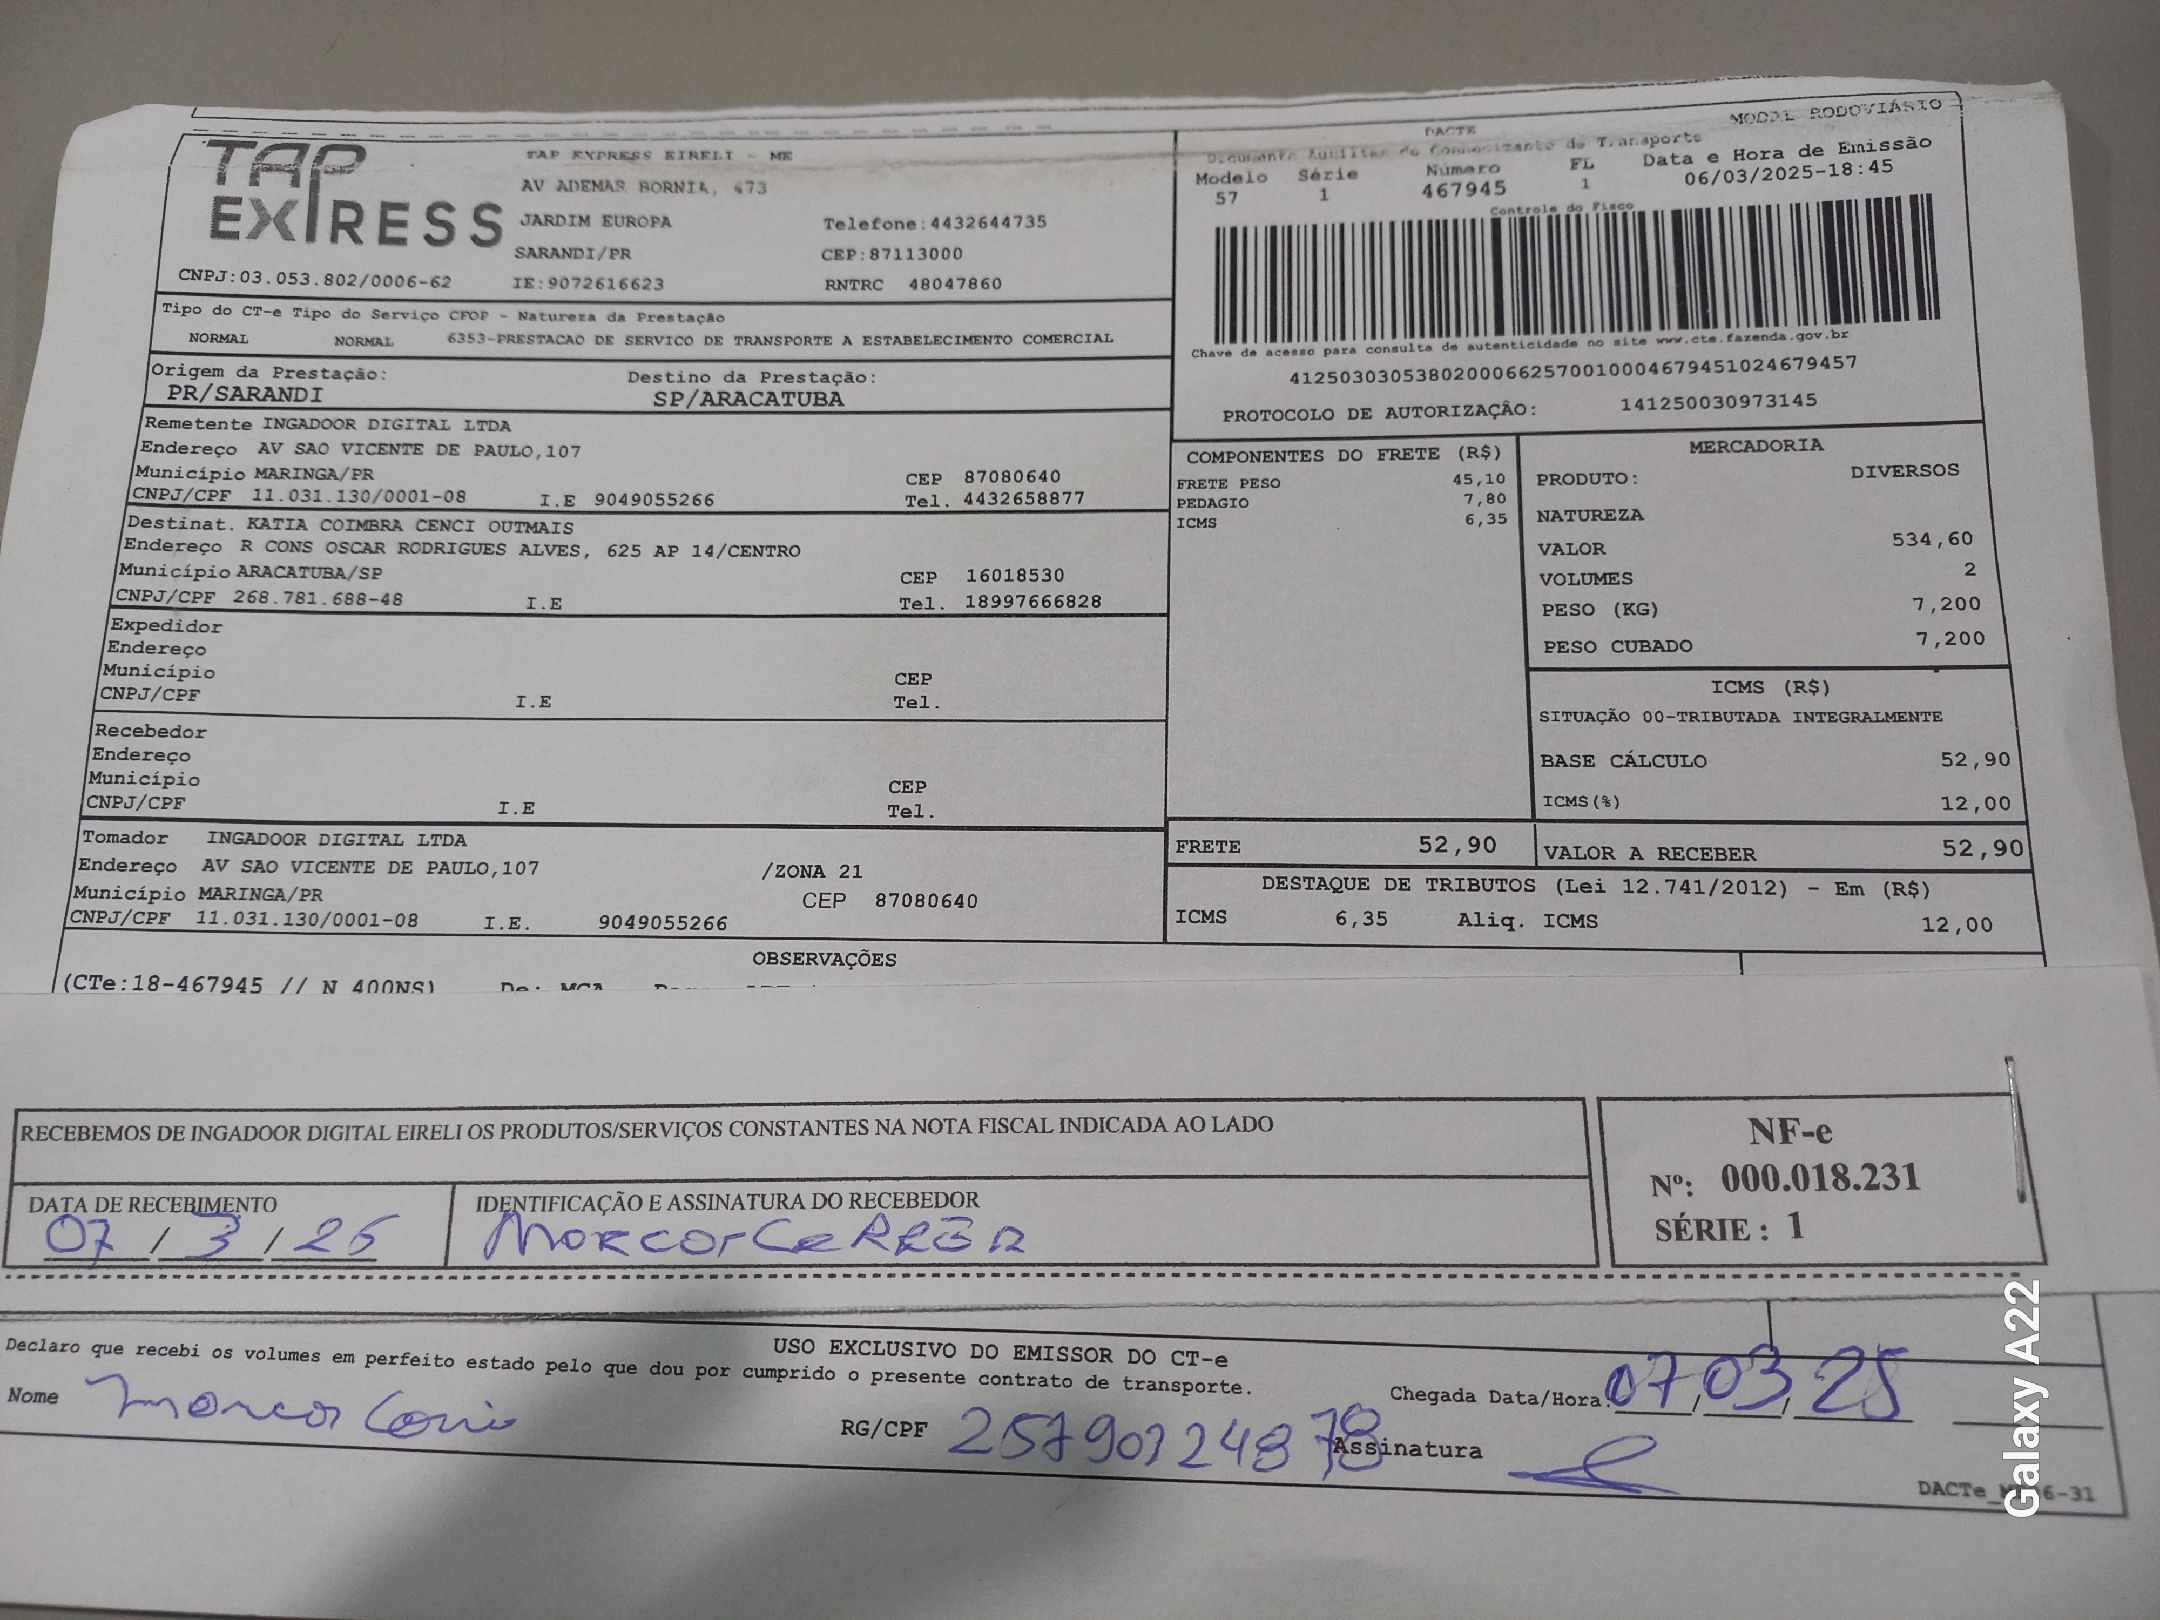 TAP EXPRESS
TAP EXPRESS EIRELI - ME
AV ADEMAR BORNIA, 473
JARDIM EUROPA Telefone:4432644735
SARANDI/PR CEP:87113000
CNPJ:03.053.802/0006-62 IE:9072616623 RNTRC 48047860
Tipo do CT-e Tipo do Serviço CFOP - Natureza da Prestação
NORMAL NORMAL 6353-PRESTACAO DE SERVICO DE TRANSPORTE A ESTABELECIMENTO COMERCIAL
Origem da Prestação: Destino da Prestação:
PR/SARANDI SP/ARACATUBA
Remetente INGADOOR DIGITAL LTDA
Endereço AV SAO VICENTE DE PAULO,107
Município MARINGA/PR CEP 87080640
CNPJ/CPF 11.031.130/0001-08 I.E 9049055266 Tel. 4432658877
Destinat. KATIA COIMBRA CENCI OUTMAIS
Endereço R CONS OSCAR RODRIGUES ALVES, 625 AP 14/CENTRO
Município ARACATUBA/SP CEP 16018530
CNPJ/CPF 268.781.688-48 I.E Tel. 18997666828
Expedidor
Endereço
Município CEP
CNPJ/CPF I.E Tel.
Recebedor
Endereço
Município CEP
CNPJ/CPF I.E Tel.
Tomador INGADOOR DIGITAL LTDA
Endereço AV SAO VICENTE DE PAULO,107 /ZONA 21
Município MARINGA/PR CEP 87080640
CNPJ/CPF 11.031.130/0001-08 I.E. 9049055266
MODAL RODOVIÁRIO
DACTE
Documento Auxiliar do Conhecimento de Transporte
Modelo Série Número FL Data e Hora de Emissão
57 1 467945 1 06/03/2025-18:45
Controle do Fisco
Chave de acesso para consulta de autenticidade no site www.cte.fazenda.gov.br
41250303053802000662570010004679451024679457
PROTOCOLO DE AUTORIZAÇÃO: 141250030973145
COMPONENTES DO FRETE (R$)
FRETE PESO 45,10
PEDAGIO 7,80
ICMS 6,35
MERCADORIA
PRODUTO: DIVERSOS
NATUREZA
VALOR 534,60
VOLUMES 2
PESO (KG) 7,200
PESO CUBADO 7,200
ICMS (R$)
SITUAÇÃO 00-TRIBUTADA INTEGRALMENTE
BASE CÁLCULO 52,90
ICMS(%) 12,00
FRETE 52,90 VALOR A RECEBER 52,90
DESTAQUE DE TRIBUTOS (Lei 12.741/2012) - Em (R$)
ICMS 6,35 Aliq. ICMS 12,00
OBSERVAÇÕES
(CTe:18-467945 // N 400NS) De: MGA
RECEBEMOS DE INGADOOR DIGITAL EIRELI OS PRODUTOS/SERVIÇOS CONSTANTES NA NOTA FISCAL INDICADA AO LADO
DATA DE RECEBIMENTO
07/3/25
IDENTIFICAÇÃO E ASSINATURA DO RECEBEDOR
NF-e
Nº: 000.018.231
SÉRIE : 1
USO EXCLUSIVO DO EMISSOR DO CT-e
Declaro que recebi os volumes em perfeito estado pelo que dou por cumprido o presente contrato de transporte.
Chegada Data/Hora: 07/03/25
Nome
RG/CPF 25790124878 Assinatura
Galaxy A22